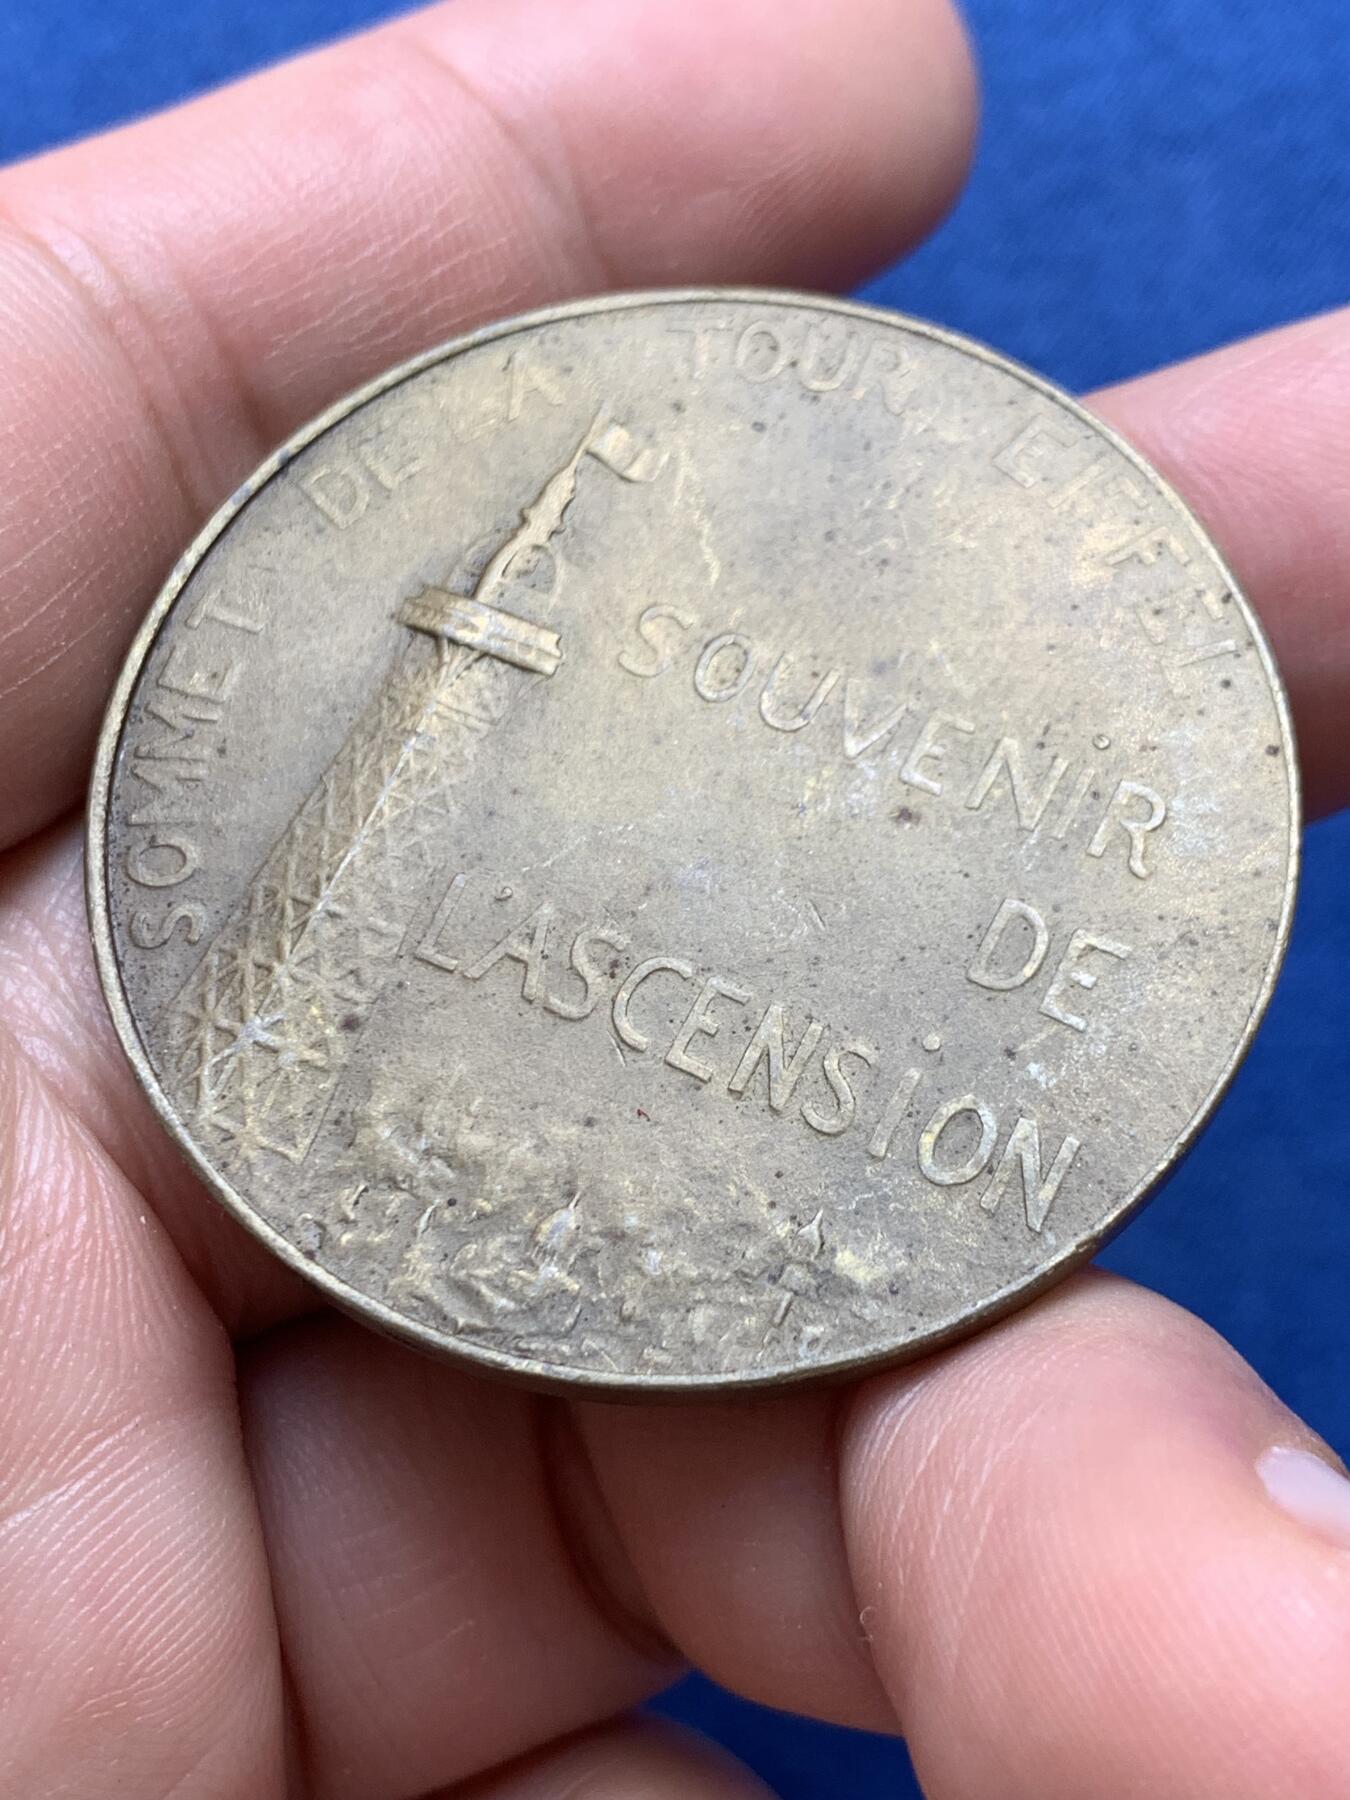 SOMMET DE LA TOUR EIFFEL
SOUVENiR
DE
L'ASCENSiON